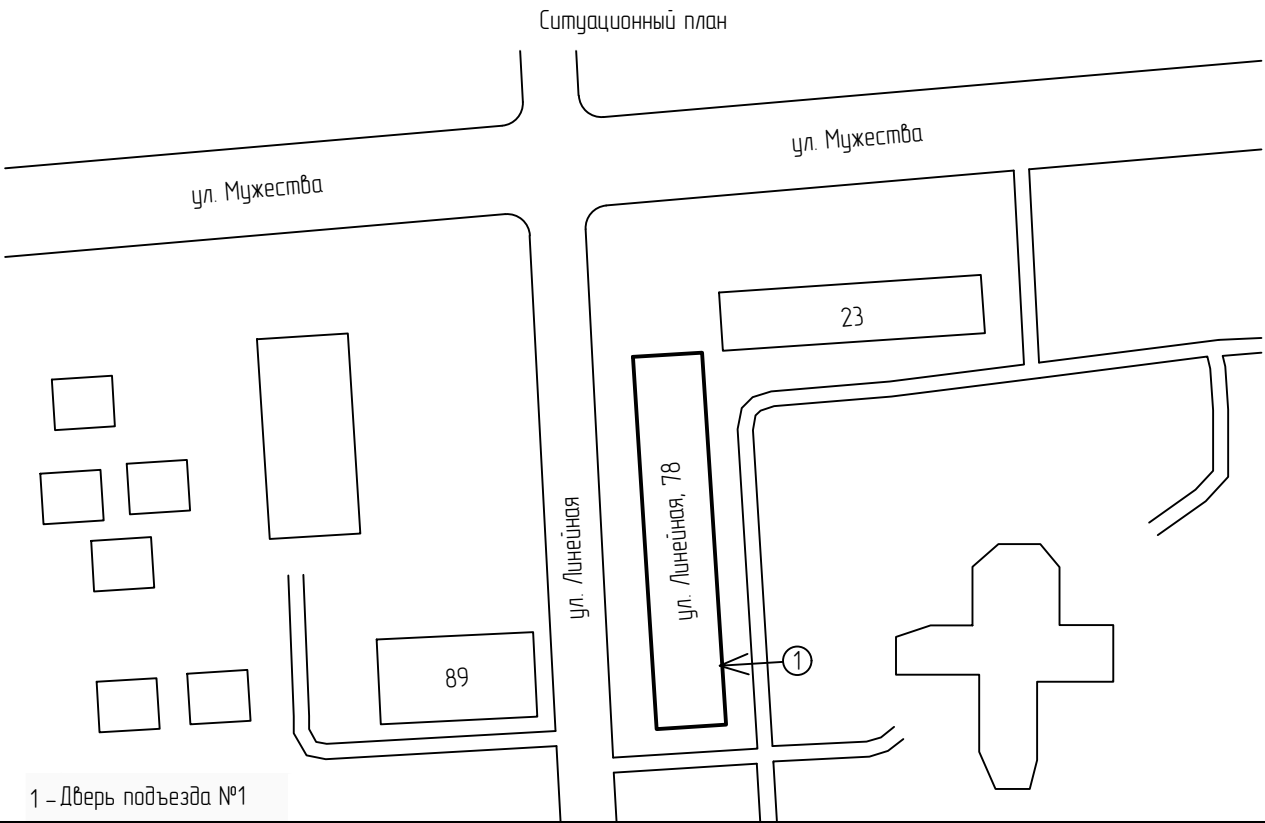 Ситуационный план
ул. Мужества
ул. Мужества
23
ул. Линейная, 78
ул. Линейная
1
89
1 – Дверь подъезда №1